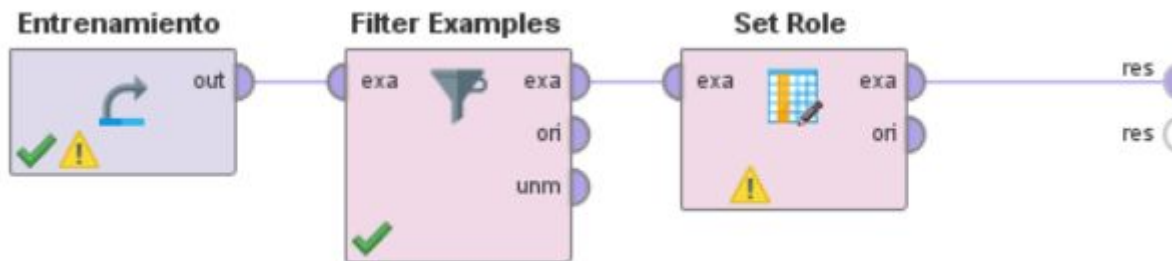 Entrenamiento
out
Filter Examples
exa exa
ori
unm
Set Role
exa exa
ori
res
res